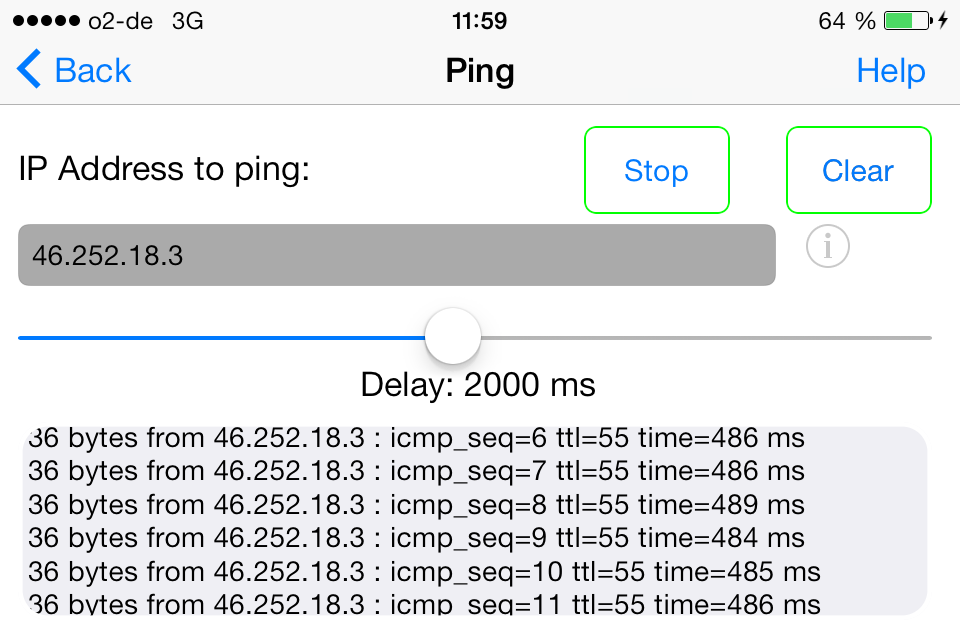 o2-de 3G 11:59 64 %
Back Ping Help
IP Address to ping: Stop Clear
46.252.18.3 i
Delay: 2000 ms
36 bytes from 46.252.18.3 : icmp_seq=6 ttl=55 time=486 ms
36 bytes from 46.252.18.3 : icmp_seq=7 ttl=55 time=486 ms
36 bytes from 46.252.18.3 : icmp_seq=8 ttl=55 time=489 ms
36 bytes from 46.252.18.3 : icmp_seq=9 ttl=55 time=484 ms
36 bytes from 46.252.18.3 : icmp_seq=10 ttl=55 time=485 ms
36 bytes from 46.252.18.3 : icmp_seq=11 ttl=55 time=486 ms